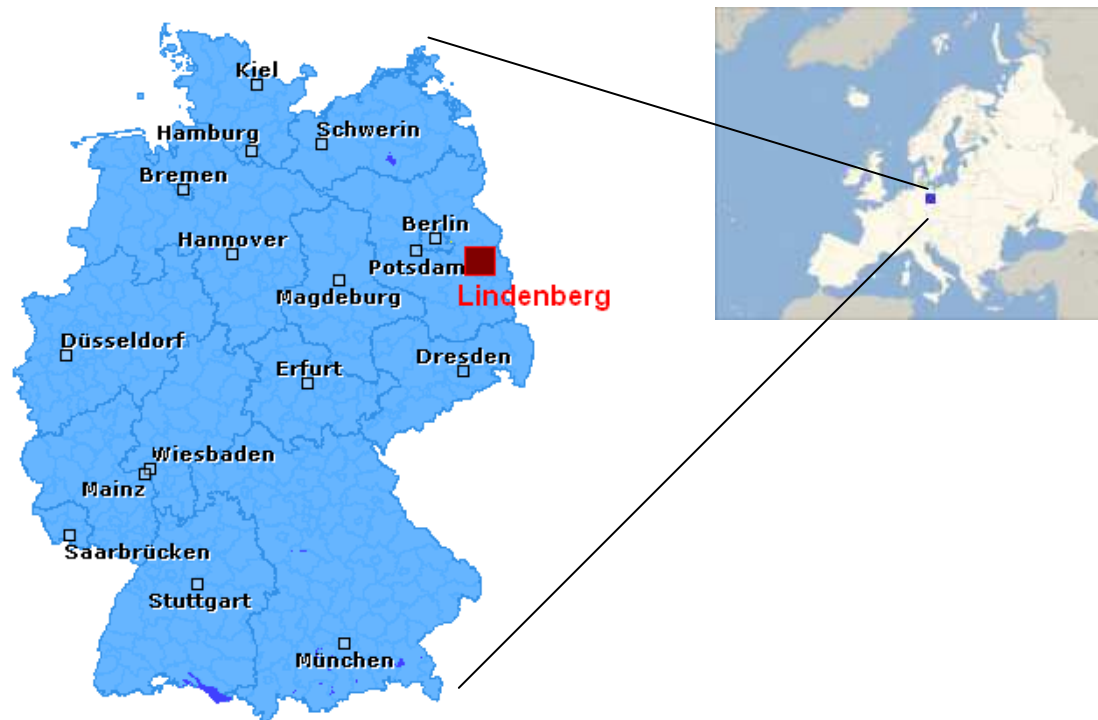 Kiel
Hamburg
Schwerin
Bremen
Berlin
Hannover
Potsdam
Magdeburg
Lindenberg
Düsseldorf
Dresden
Erfurt
Wiesbaden
Mainz
Saarbrücken
Stuttgart
München